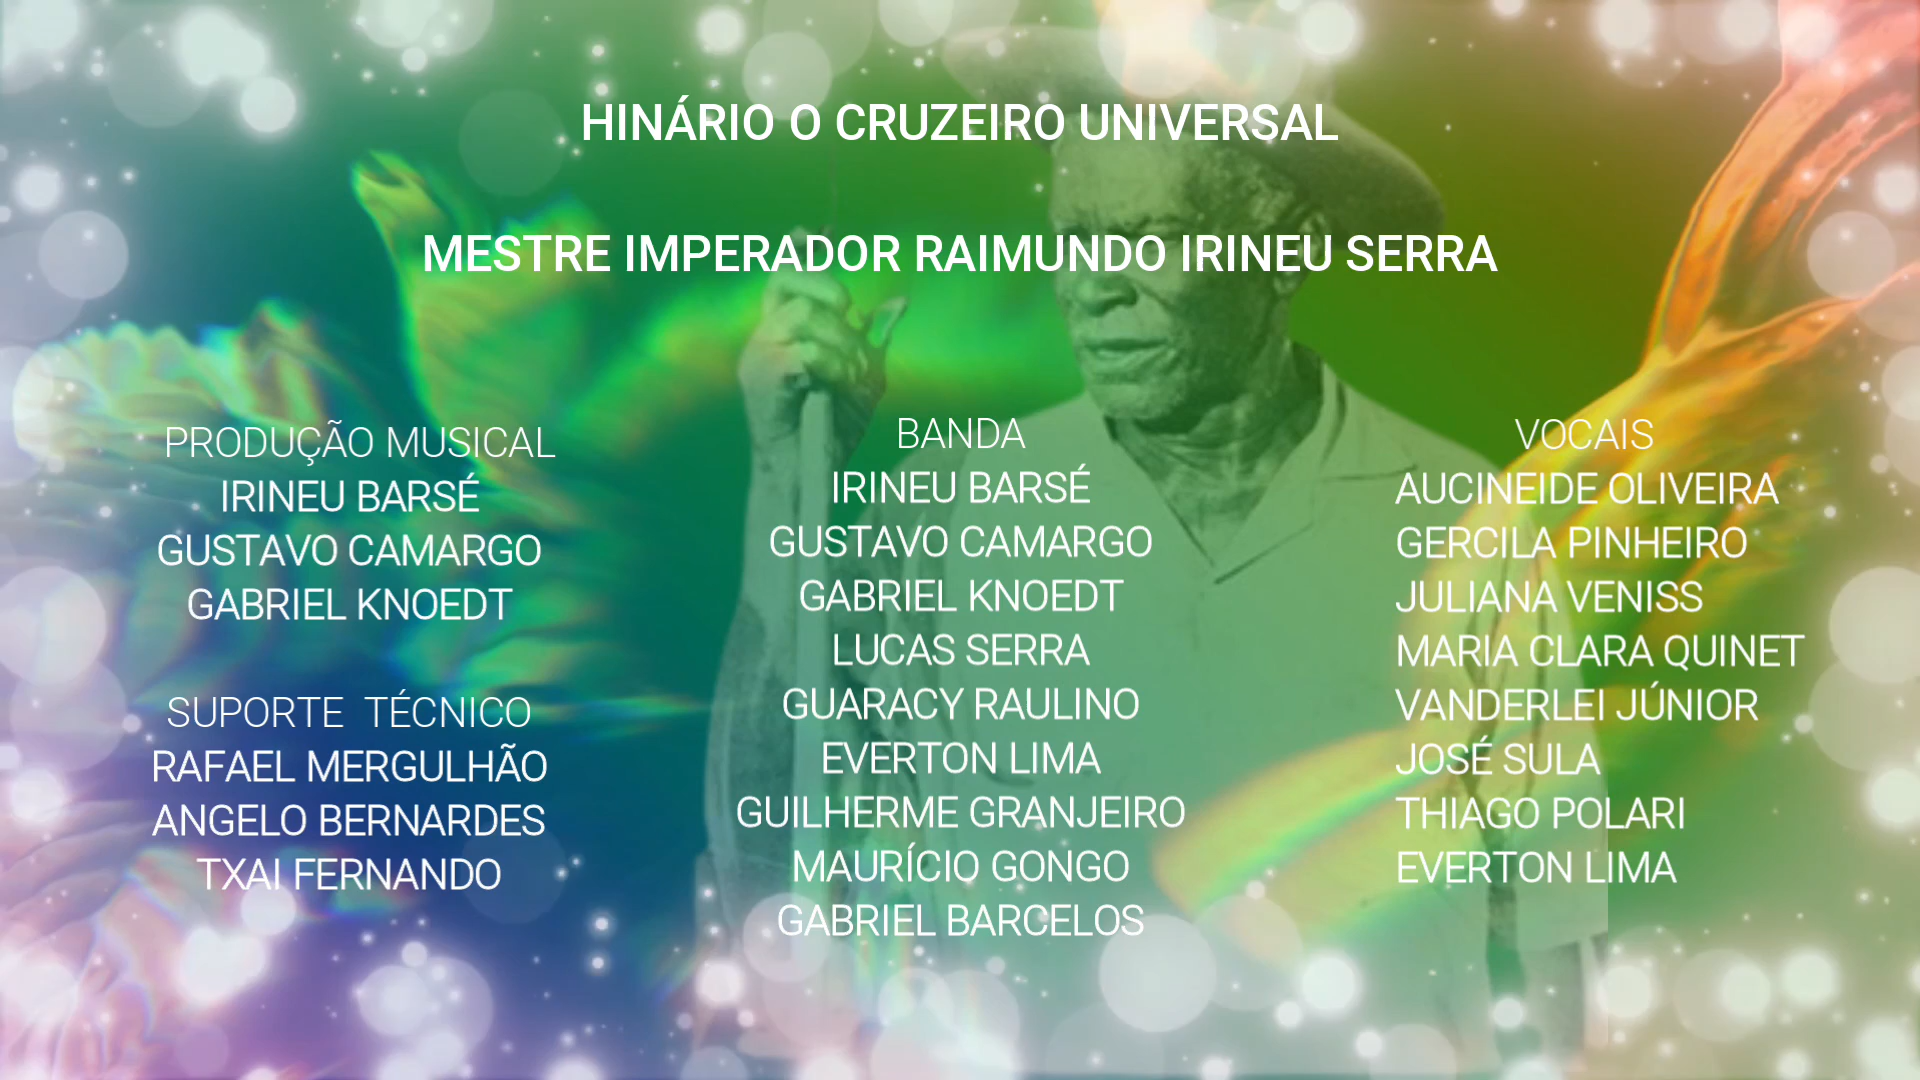 HINÁRIO O CRUZEIRO UNIVERSAL
MESTRE IMPERADOR RAIMUNDO IRINEU SERRA
PRODUÇÃO MUSICAL
IRINEU BARSÉ
GUSTAVO CAMARGO
GABRIEL KNOEDT
SUPORTE TÉCNICO
RAFAEL MERGULHÃO
ANGELO BERNARDES
TXAI FERNANDO
BANDA
IRINEU BARSÉ
GUSTAVO CAMARGO
GABRIEL KNOEDT
LUCAS SERRA
GUARACY RAULINO
EVERTON LIMA
GUILHERME GRANJEIRO
MAURÍCIO GONGO
GABRIEL BARCELOS
VOCAIS
AUCINEIDE OLIVEIRA
GERCILA PINHEIRO
JULIANA VENISS
MARIA CLARA QUINET
VANDERLEI JÚNIOR
JOSÉ SULA
THIAGO POLARI
EVERTON LIMA